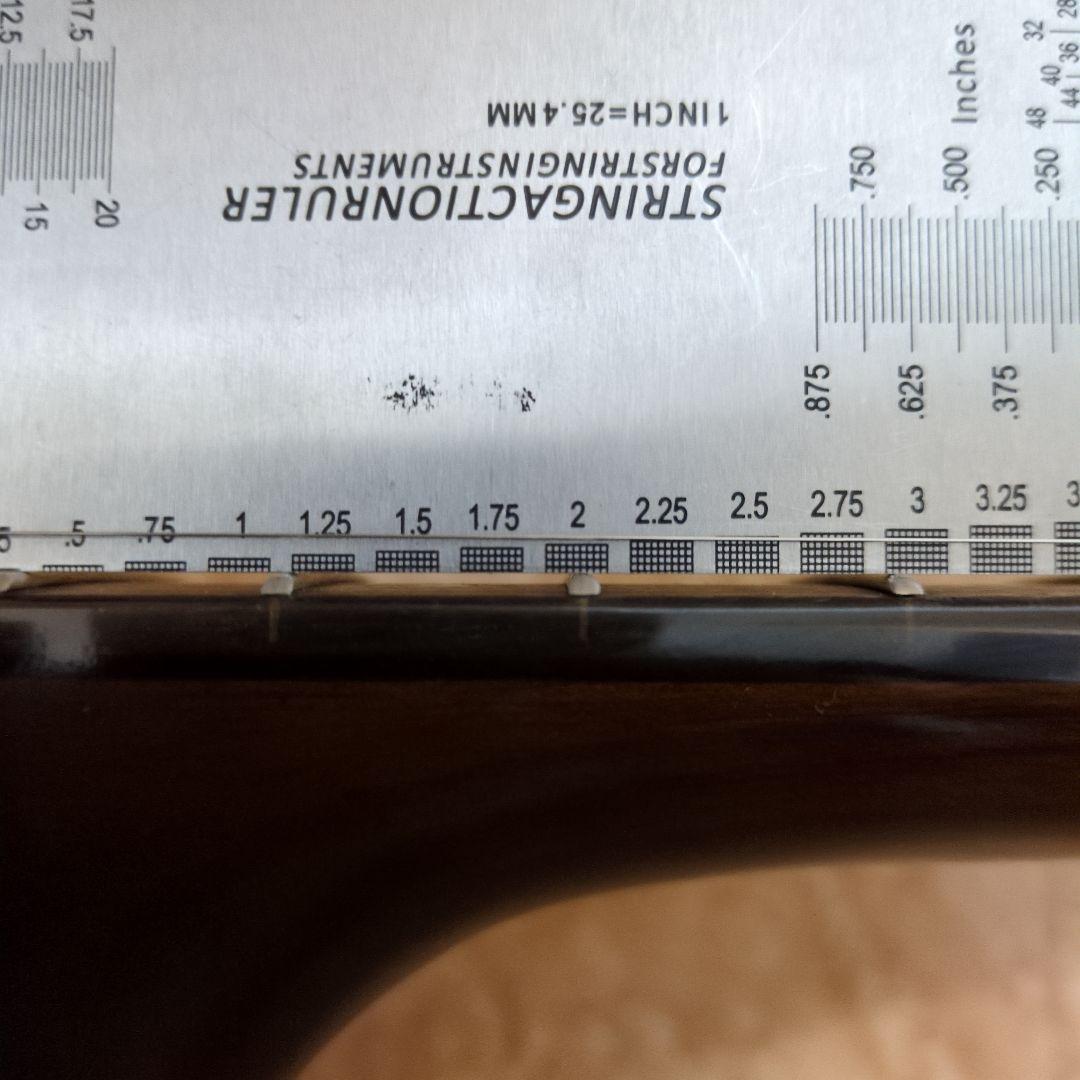 12.5 17.5
15 20
1INCH=25.4MM
FORSTRINGINSTRUMENTS
STRINGACTIONRULER
.750 .500 .250
Inches
.875 .625 .375
32 28
40 36
48 44
.5 .75 1 1.25 1.5 1.75 2 2.25 2.5 2.75 3 3.25